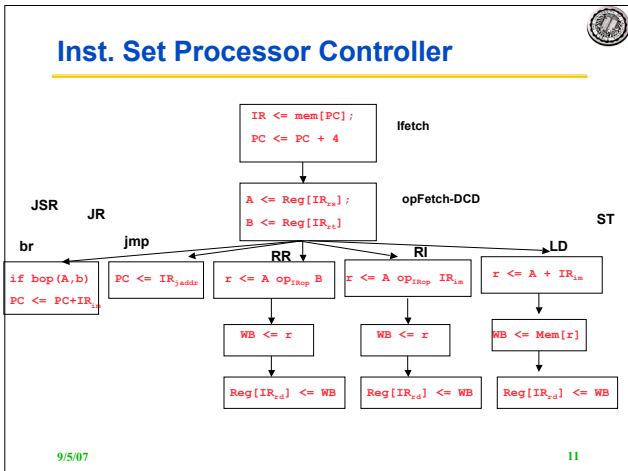 Inst. Set Processor Controller
IR <= mem[PC];
PC <= PC + 4
Ifetch
A <= Reg[IRrs];
B <= Reg[IRrt]
opFetch-DCD
JSR
JR
ST
br
jmp
RR
RI
LD
if bop(A,b)
PC <= PC+IRim
PC <= IRjaddr
r <= A opIRop B
r <= A opIRop IRim
r <= A + IRim
WB <= r
WB <= r
WB <= Mem[r]
Reg[IRrd] <= WB
Reg[IRrd] <= WB
Reg[IRrd] <= WB
9/5/07
11